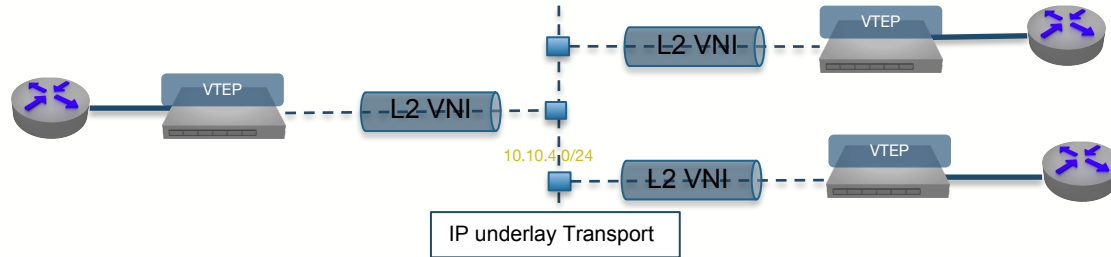 VTEP
L2 VNI
VTEP
L2 VNI
10.10.4.0/24
L2 VNI
VTEP
IP underlay Transport